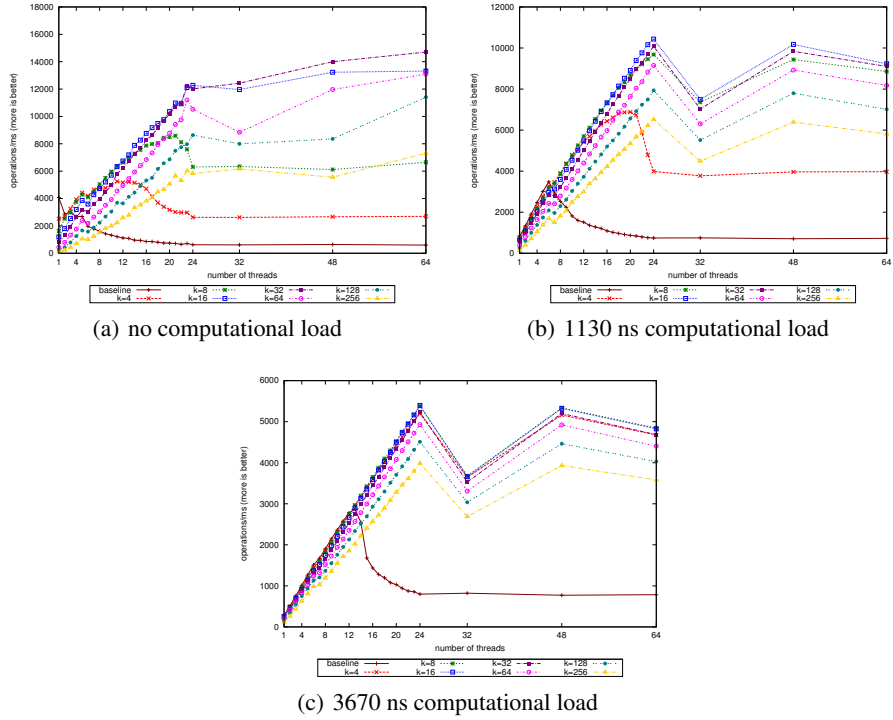 18000
16000
14000
12000
10000
8000
6000
4000
2000
0
operations/ms (more is better)
1 4 8 12 16 20 24 32 48 64
number of threads
baseline k=8 k=32 k=128
k=4 k=16 k=64 k=256
(a) no computational load
12000
10000
8000
6000
4000
2000
0
operations/ms (more is better)
1 4 8 12 16 20 24 32 48 64
number of threads
baseline k=8 k=32 k=128
k=4 k=16 k=64 k=256
(b) 1130 ns computational load
6000
5000
4000
3000
2000
1000
0
operations/ms (more is better)
1 4 8 12 16 20 24 32 48 64
number of threads
baseline k=8 k=32 k=128
k=4 k=16 k=64 k=256
(c) 3670 ns computational load